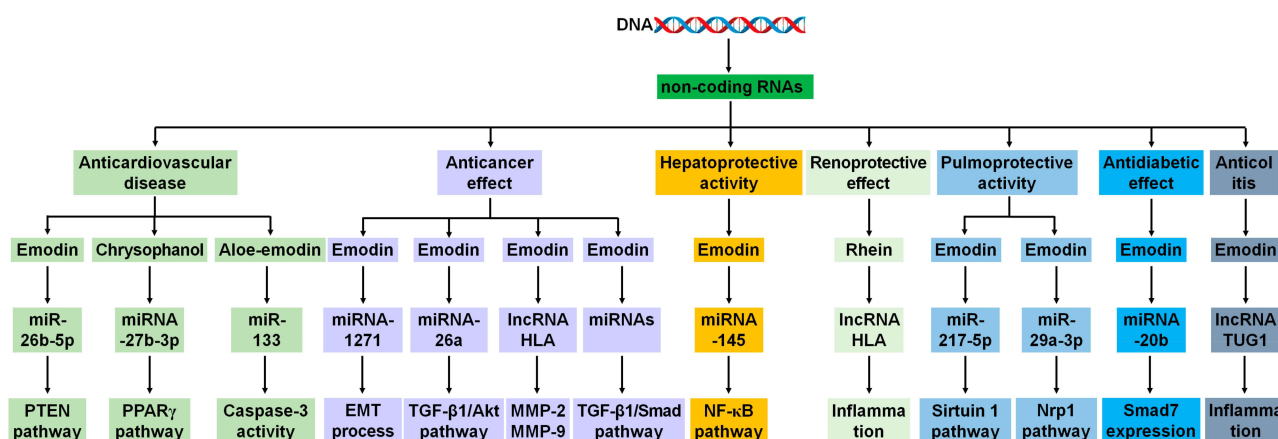 DNA
non-coding RNAs
Anticardiovascular
disease
Anticancer
effect
Hepatoprotective
activity
Renoprotective
effect
Pulmoprotective
activity
Antidiabetic
effect
Anticol
itis
Emodin
Chrysophanol
Aloe-emodin
Emodin
Emodin
Emodin
Emodin
Emodin
Rhein
Emodin
Emodin
Emodin
Emodin
miR-
26b-5p
miRNA
-27b-3p
miR-
133
miRNA-
1271
miRNA-
26a
lncRNA
HLA
miRNAs
miRNA
-145
lncRNA
HLA
miR-
217-5p
miR-
29a-3p
miRNA
-20b
lncRNA
TUG1
PTEN
pathway
PPARγ
pathway
Caspase-3
activity
EMT
process
TGF-β1/Akt
pathway
MMP-2
MMP-9
TGF-β1/Smad
pathway
NF-κB
pathway
Inflamma
tion
Sirtuin 1
pathway
Nrp1
pathway
Smad7
expression
Inflamma
tion